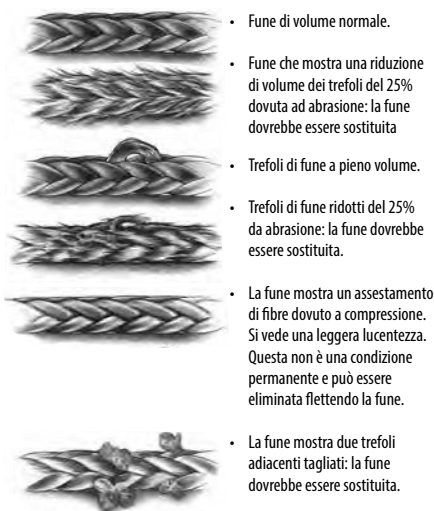 • Fune di volume normale.
• Fune che mostra una riduzione
di volume dei trefoli del 25%
dovuta ad abrasione: la fune
dovrebbe essere sostituita
• Trefoli di fune a pieno volume.
• Trefoli di fune ridotti del 25%
da abrasione: la fune dovrebbe
essere sostituita.
• La fune mostra un assestamento
di fibre dovuto a compressione.
Si vede una leggera lucentezza.
Questa non è una condizione
permanente e può essere
eliminata flettendo la fune.
• La fune mostra due trefoli
adiacenti tagliati: la fune
dovrebbe essere sostituita.